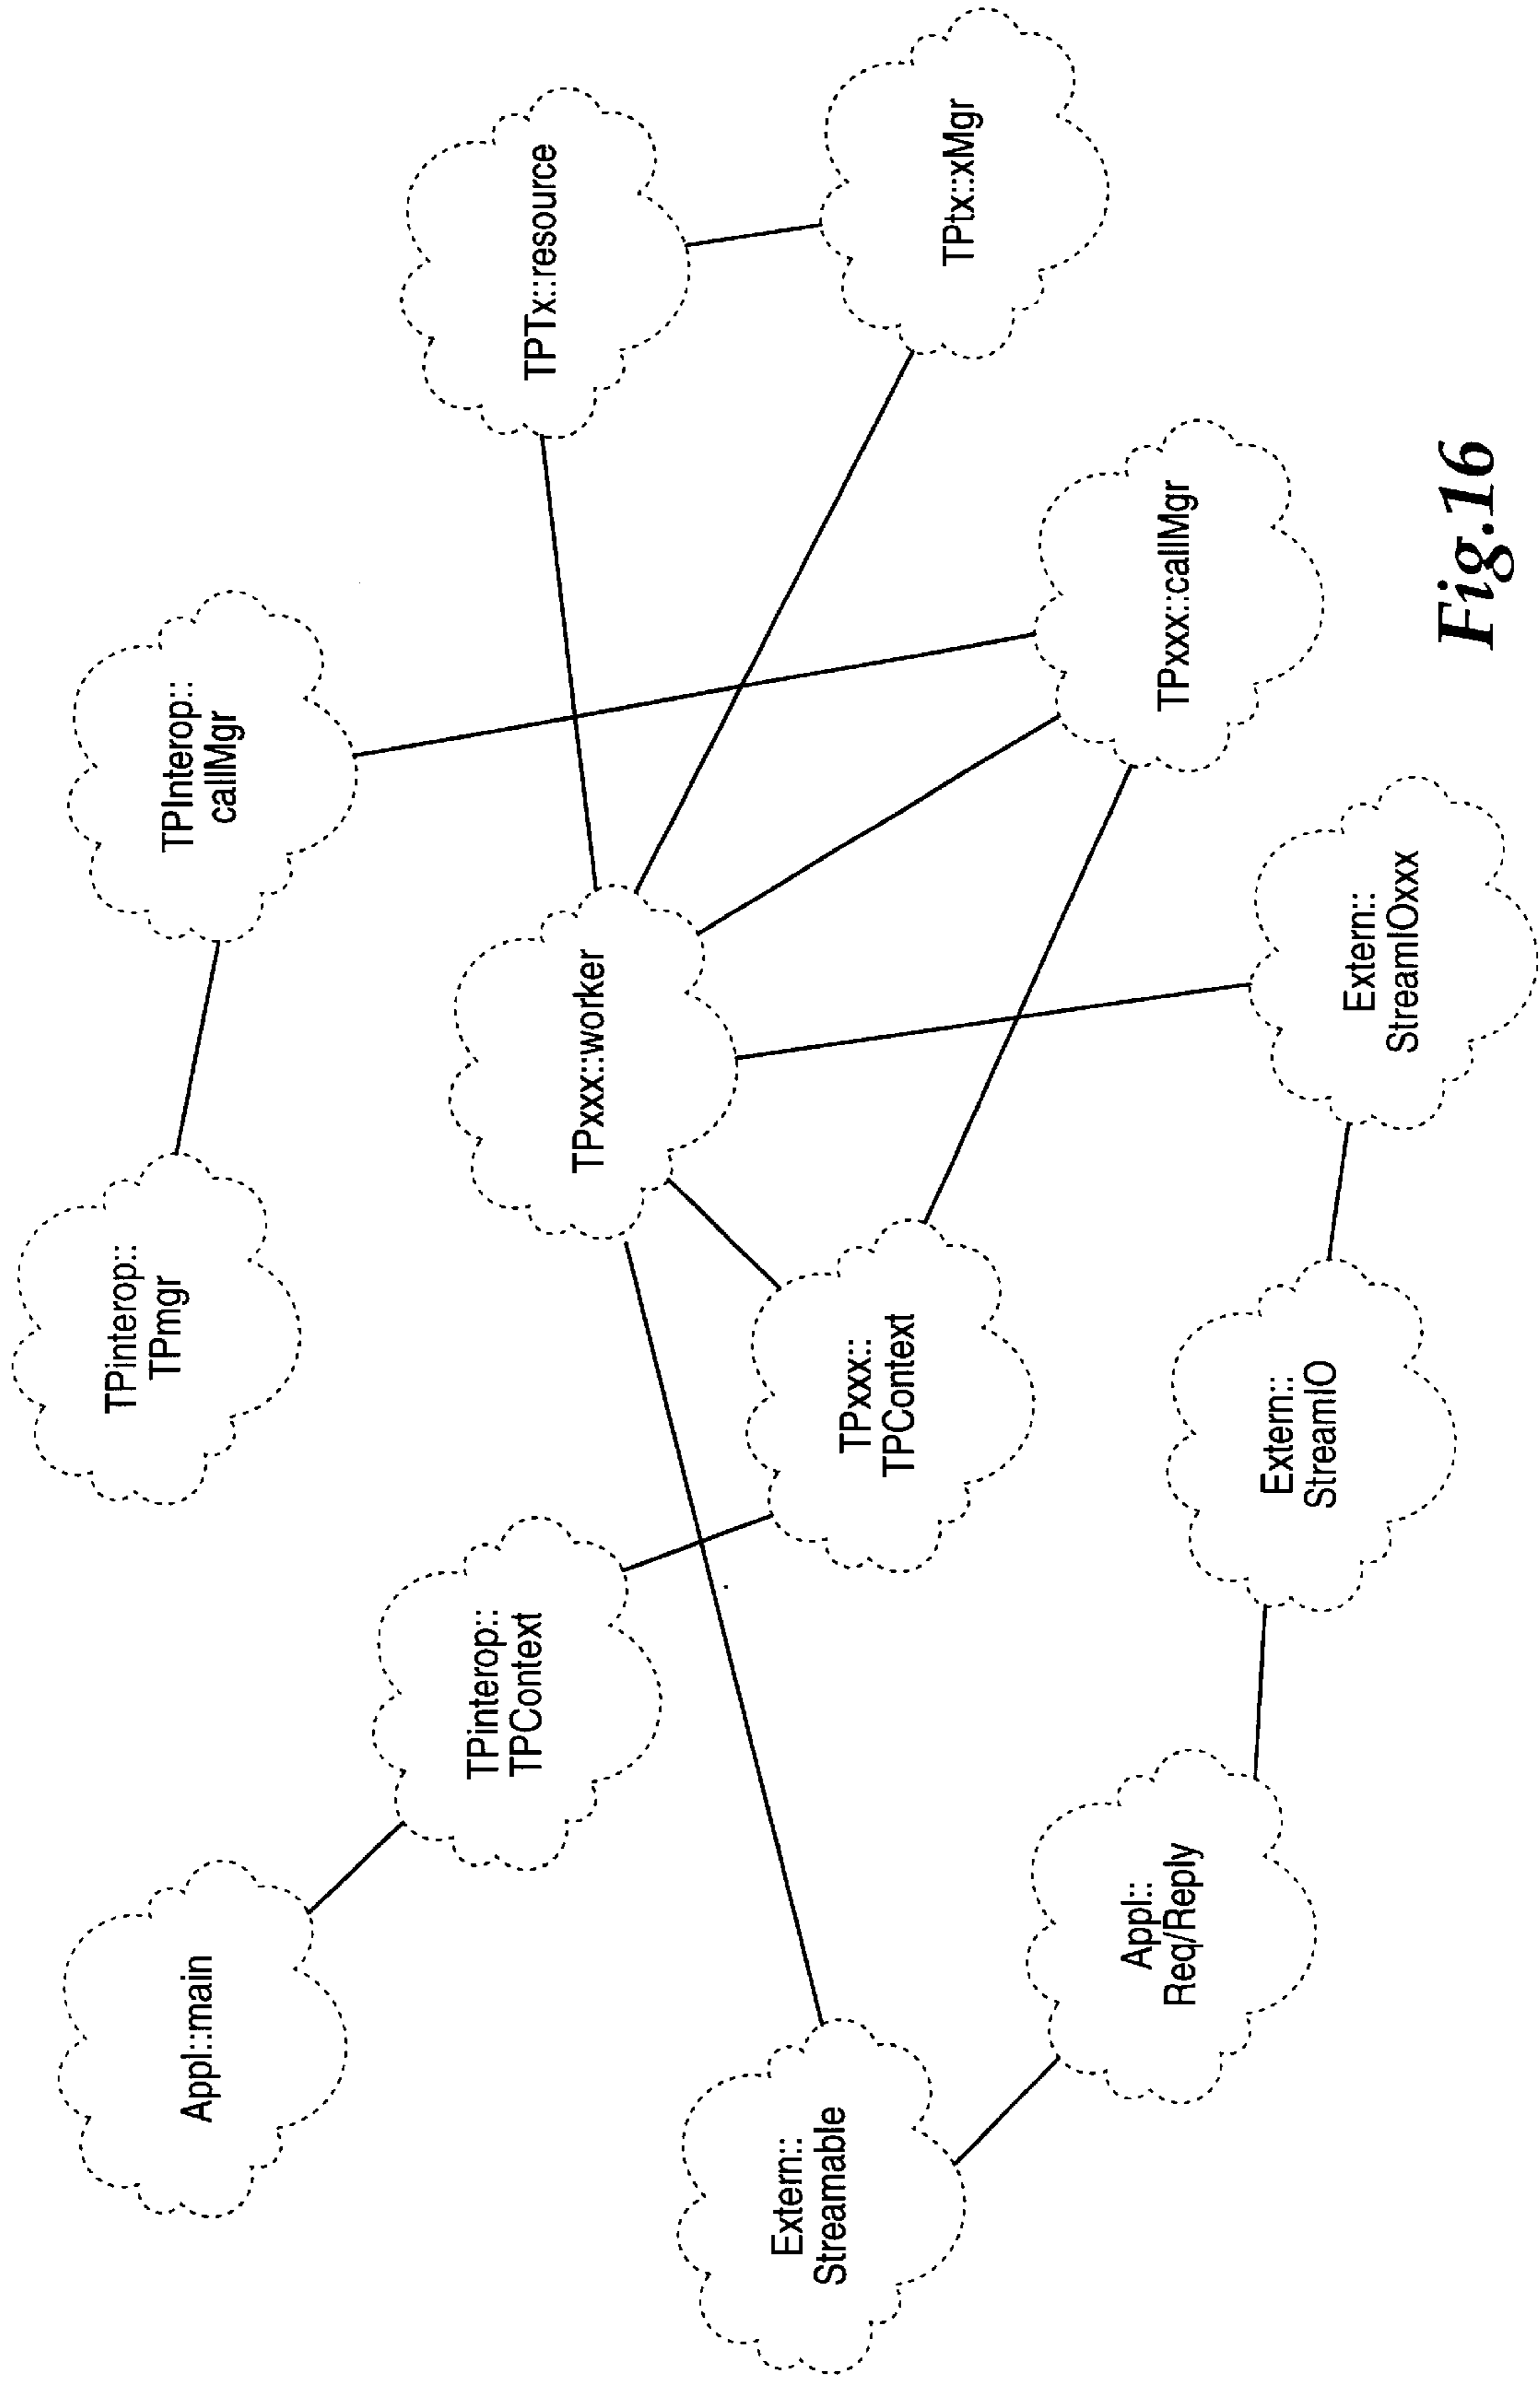 Appl::main
TPinterop::
TPmgr
TPInterop::
callMgr
TPinterop::
TPContext
TPxxx::worker
TPTx::resource
Extern::
Streamable
TPxxx::
TPContext
TPtx::xMgr
Appl::
Req/Reply
Extern::
StreamIO
Extern::
StreamIOxxx
TPxxx::callMgr
Fig.16